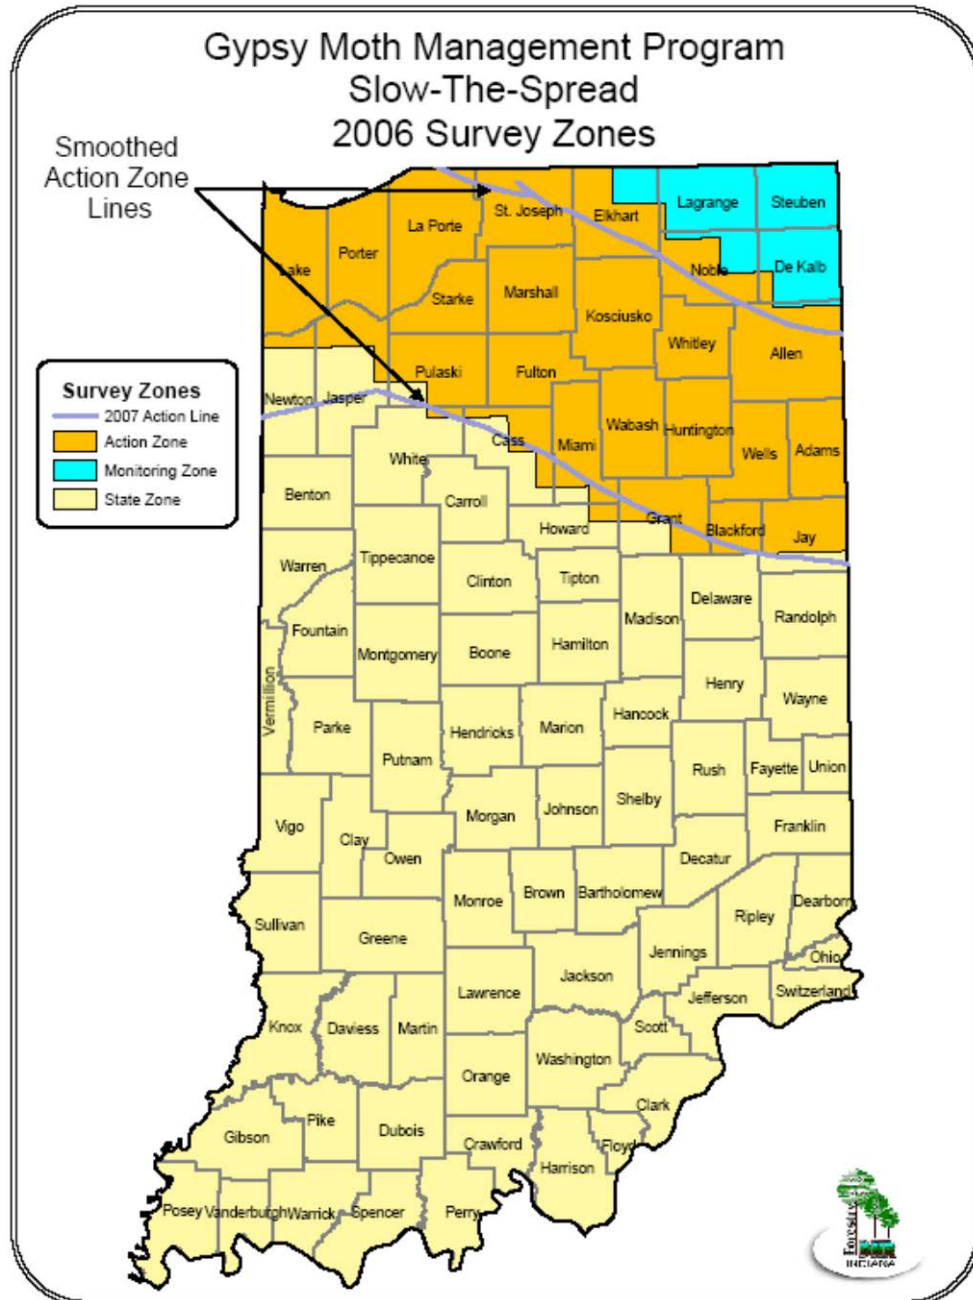 Gypsy Moth Management Program
Slow-The-Spread
2006 Survey Zones
Smoothed
Action Zone
Lines
Lagrange
Steuben
St. Joseph
Elkhart
La Porte
Porter
Lake
Noble
De Kalb
Starke
Marshall
Kosciusko
Whitley
Allen
Pulaski
Fulton
Survey Zones
2007 Action Line
Action Zone
Monitoring Zone
State Zone
Newton
Jasper
Wabash
Huntington
Miami
Cass
Wells
Adams
White
Benton
Carroll
Grant
Howard
Blackford
Jay
Tippecanoe
Warren
Clinton
Tipton
Delaware
Madison
Randolph
Fountain
Montgomery
Boone
Hamilton
Vermillion
Henry
Wayne
Parke
Hendricks
Marion
Hancock
Putnam
Rush
Fayette
Union
Vigo
Clay
Morgan
Johnson
Shelby
Franklin
Owen
Decatur
Monroe
Brown
Bartholomew
Dearborn
Ripley
Sullivan
Greene
Jennings
Ohio
Jackson
Lawrence
Jefferson
Switzerland
Knox
Daviess
Martin
Scott
Washington
Orange
Clark
Pike
Gibson
Dubois
Crawford
Floyd
Harrison
Posey
Vanderburgh
Warrick
Spencer
Perry
Forestry
DNR
INDIANA